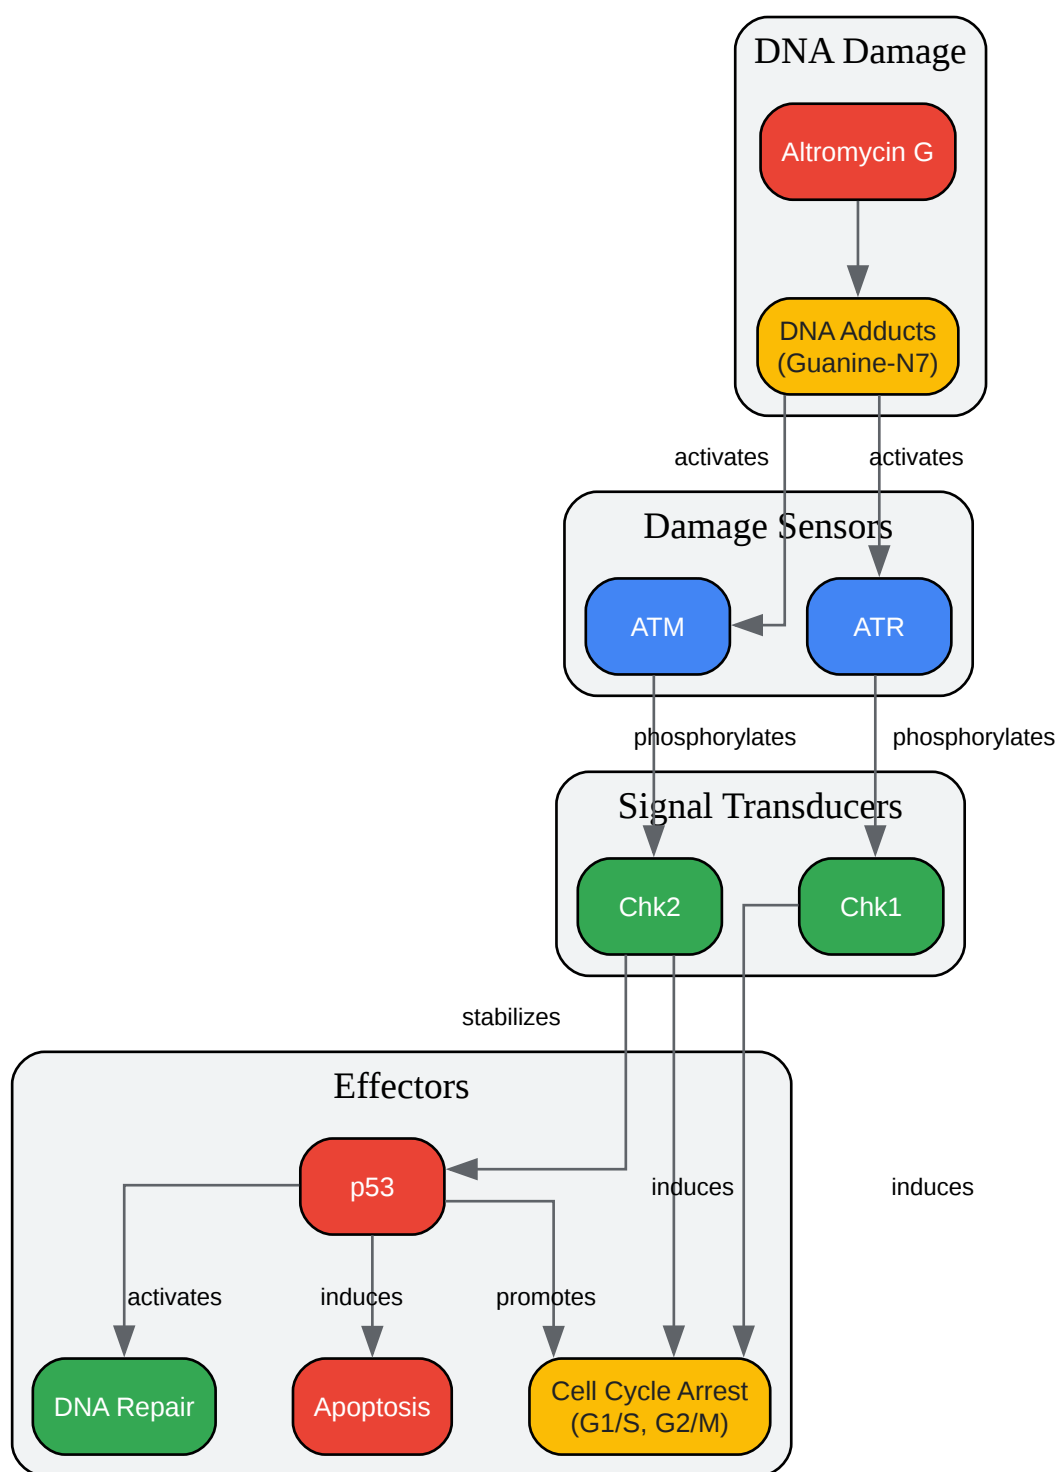 DNA Damage
Altromycin G
DNA Adducts
(Guanine-N7)
activates
activates
Damage Sensors
ATM
ATR
phosphorylates
phosphorylates
Signal Transducers
Chk2
Chk1
stabilizes
Effectors
p53
induces
induces
activates
induces
promotes
DNA Repair
Apoptosis
Cell Cycle Arrest
(G1/S, G2/M)